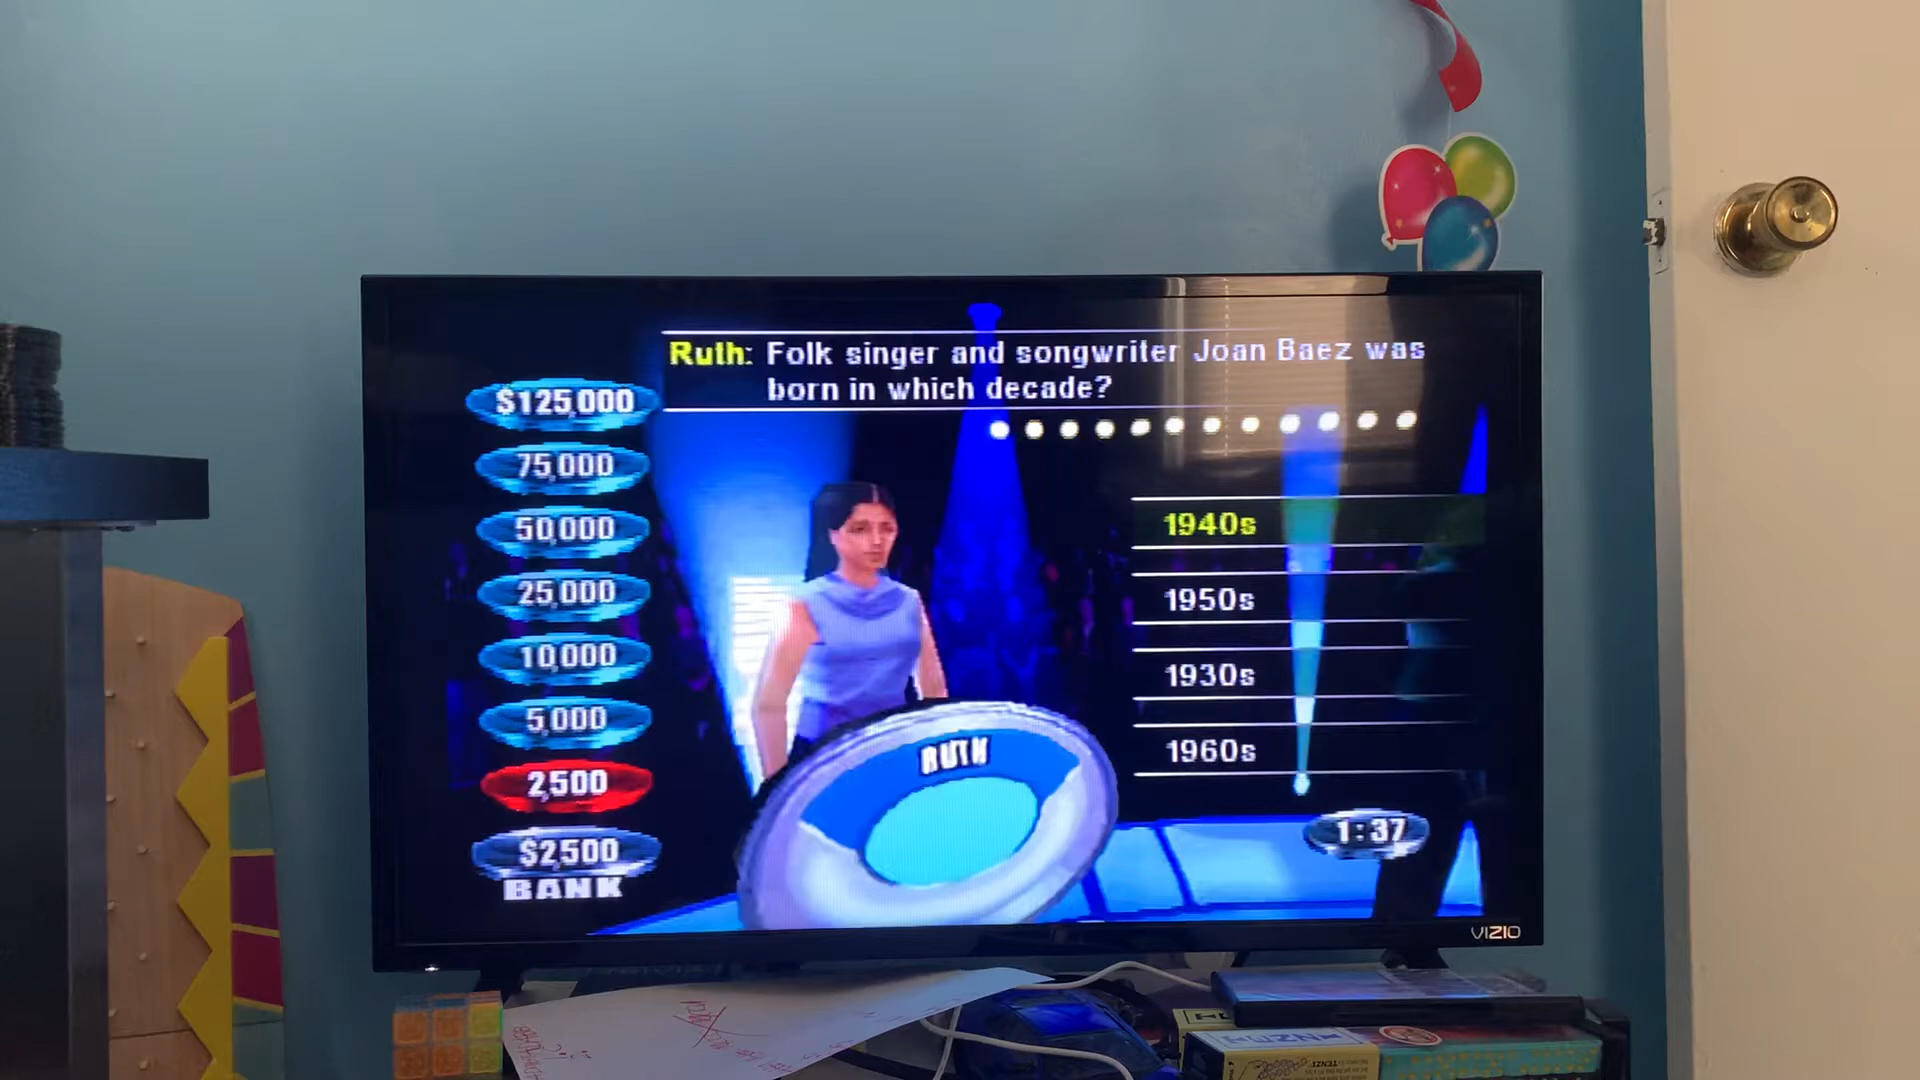 Ruth: Folk singer and songwriter Joan Baez was
born in which decade?
$125,000
75,000
50,000
25,000
10,000
5,000
2,500
$2500
BANK
1940s
1950s
1930s
1960s
RUTH
1:37
VIZIO
TENZI